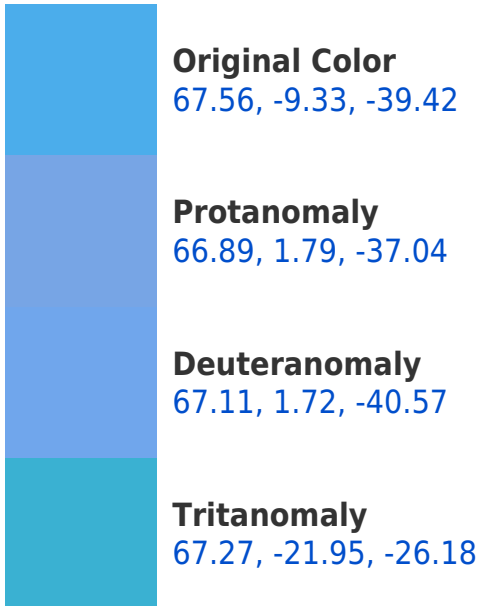 Original Color
67.56, -9.33, -39.42
Protanomaly
66.89, 1.79, -37.04
Deuteranomaly
67.11, 1.72, -40.57
Tritanomaly
67.27, -21.95, -26.18